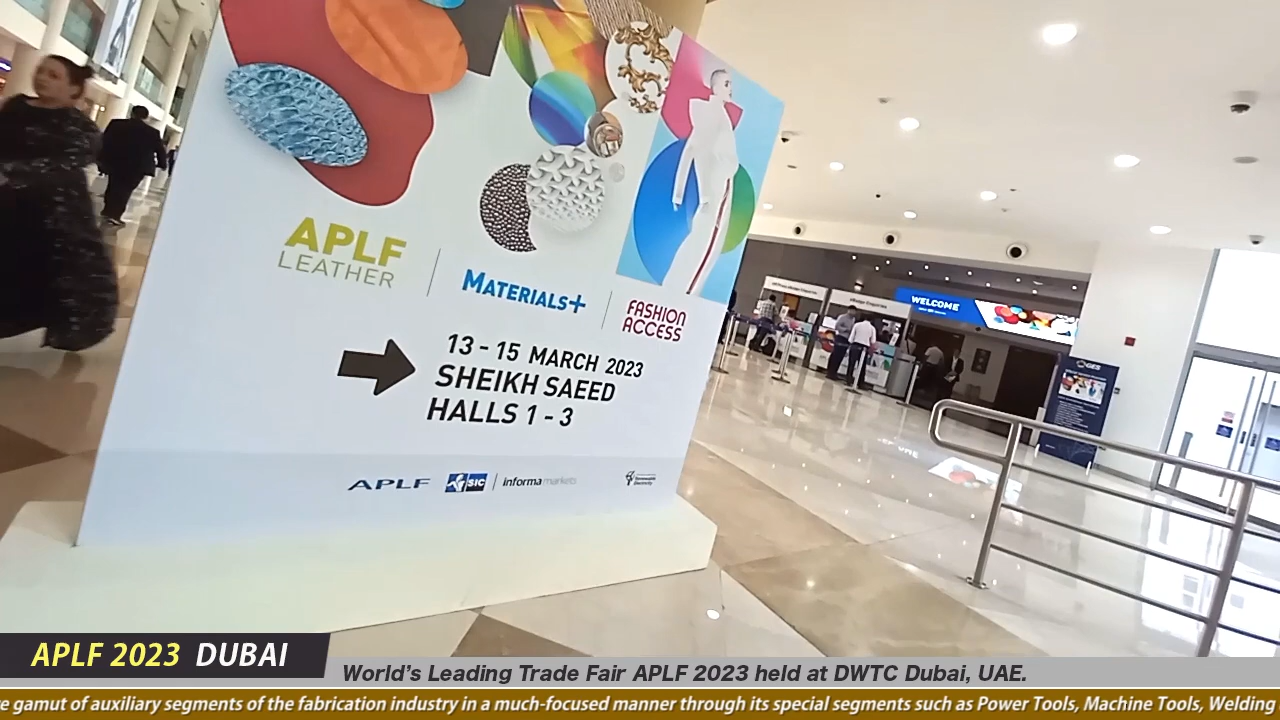 APLF
LEATHER
MATERIALS+
FASHION
ACCESS
13 - 15 MARCH 2023
SHEIKH SAEED
HALLS 1 - 3
APLF
SIC
informa markets
WELCOME
GES
APLF 2023 DUBAI
World's Leading Trade Fair APLF 2023 held at DWTC Dubai, UAE.
e gamut of auxiliary segments of the fabrication industry in a much-focused manner through its special segments such as Power Tools, Machine Tools, Welding